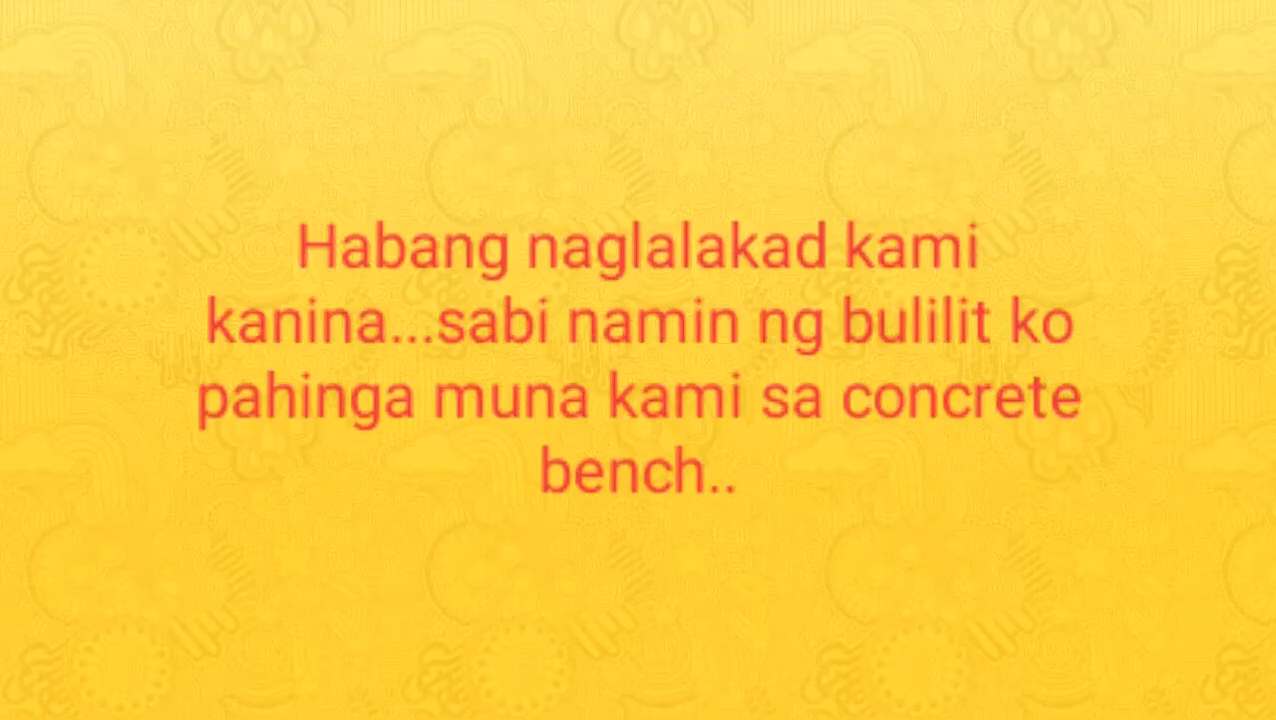 Habang naglalakad kami
kanina...sabi namin ng bulilit ko
pahinga muna kami sa concrete
bench..